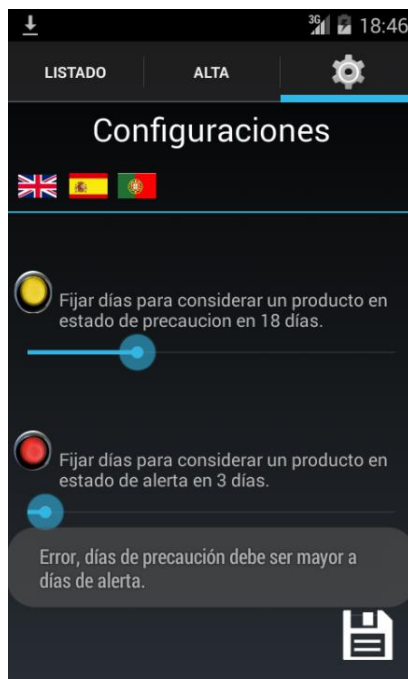 3G 18:46
LISTADO ALTA
Configuraciones
Fijar días para considerar un producto en
estado de precaucion en 18 días.
Fijar días para considerar un producto en
estado de alerta en 3 días.
Error, días de precaución debe ser mayor a
días de alerta.